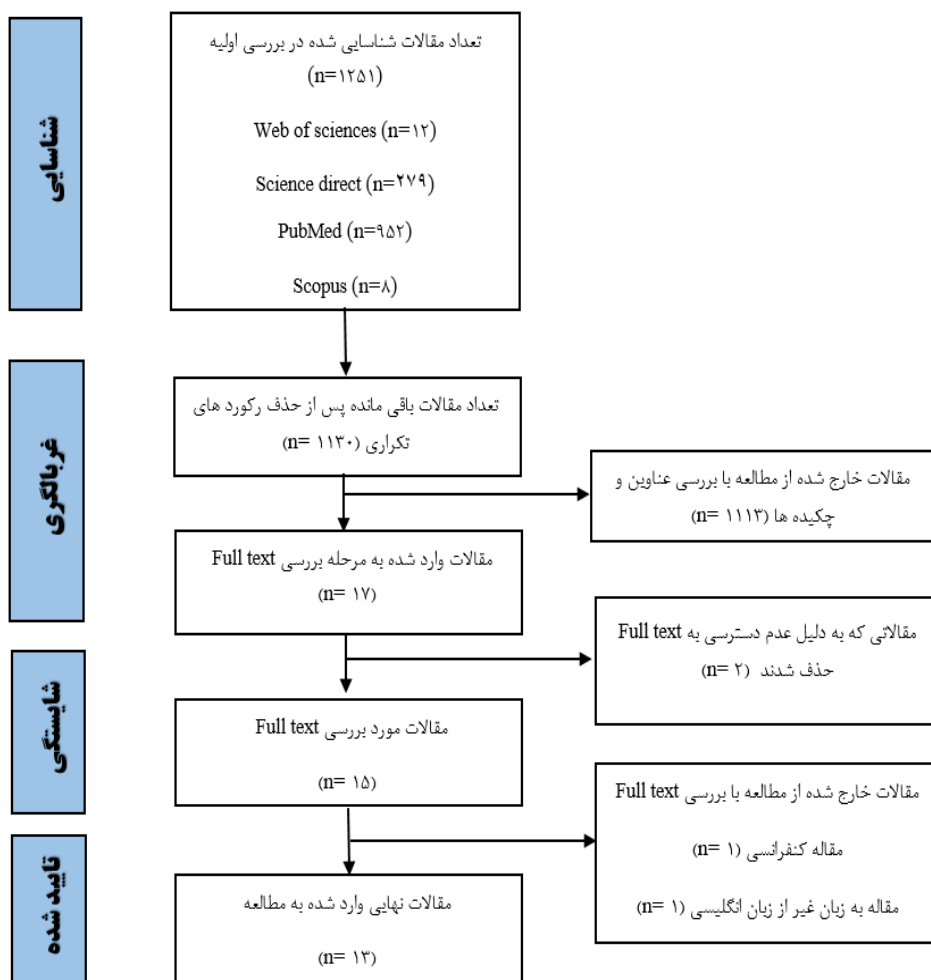 شناسایی
تعداد مقالات شناسایی شده در بررسی اولیه
(n=۱۲۵۱)
Web of sciences (n=۱۲)
Science direct (n=۲۷۹)
PubMed (n=۹۵۲)
Scopus (n=۸)
غربالگری
تعداد مقالات باقی مانده پس از حذف رکورد های
تکراری (n= ۱۱۳۰)
مقالات خارج شده از مطالعه با بررسی عناوین و
چکیده ها (n= ۱۱۱۳)
مقالات وارد شده به مرحله بررسی Full text
(n= ۱۷)
مقالاتی که به دلیل عدم دسترسی به Full text
حذف شدند (n= ۲)
شایستگی
مقالات مورد بررسی Full text
(n= ۱۵)
مقالات خارج شده از مطالعه با بررسی Full text
مقاله کنفرانسی (n= ۱)
مقاله به زبان غیر از زبان انگلیسی (n= ۱)
تایید شده
مقالات نهایی وارد شده به مطالعه
(n= ۱۳)